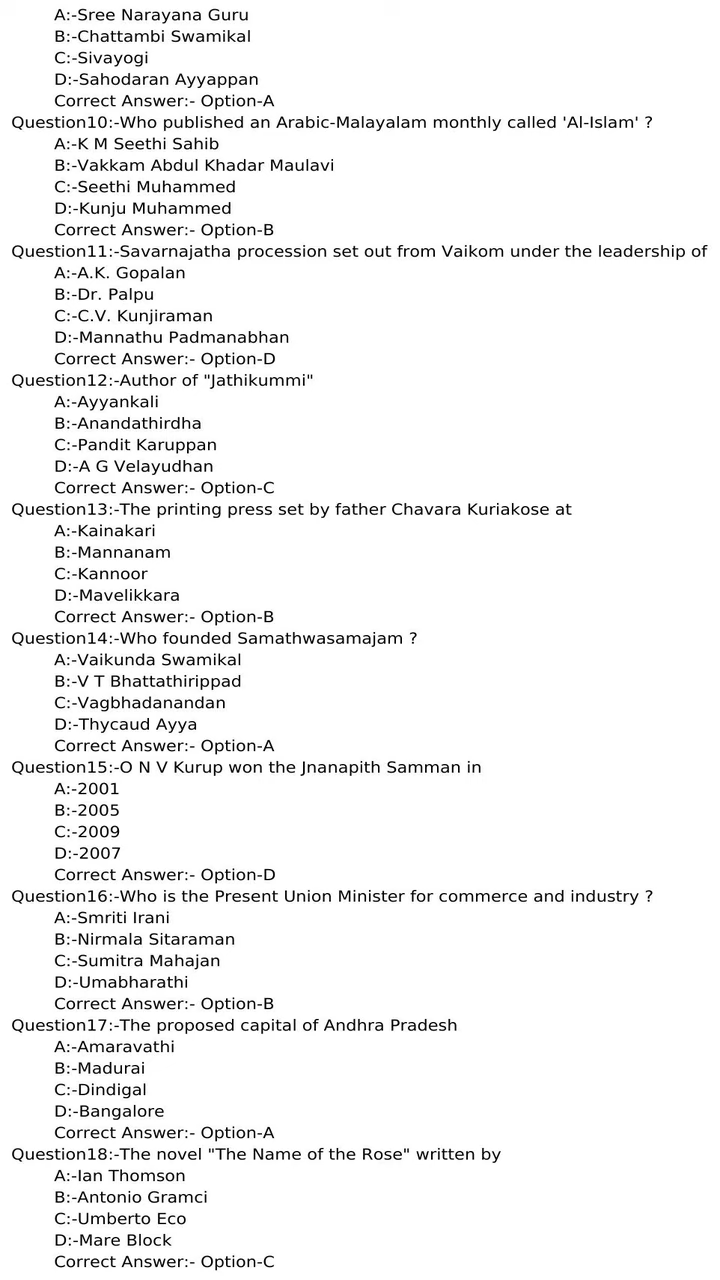 A:-Sree Narayana Guru
B:-Chattambi Swamikal
C:-Sivayogi
D:-Sahodaran Ayyappan
Correct Answer:- Option-A
Question10:-Who published an Arabic-Malayalam monthly called 'Al-Islam' ?
A:-K M Seethi Sahib
B:-Vakkam Abdul Khadar Maulavi
C:-Seethi Muhammed
D:-Kunju Muhammed
Correct Answer:- Option-B
Question11:-Savarnajatha procession set out from Vaikom under the leadership of
A:-A.K. Gopalan
B:-Dr. Palpu
C:-C.V. Kunjiraman
D:-Mannathu Padmanabhan
Correct Answer:- Option-D
Question12:-Author of "Jathikummi"
A:-Ayyankali
B:-Anandathirdha
C:-Pandit Karuppan
D:-A G Velayudhan
Correct Answer:- Option-C
Question13:-The printing press set by father Chavara Kuriakose at
A:-Kainakari
B:-Mannanam
C:-Kannoor
D:-Mavelikkara
Correct Answer:- Option-B
Question14:-Who founded Samathwasamajam ?
A:-Vaikunda Swamikal
B:-V T Bhattathirippad
C:-Vagbhadanandan
D:-Thycaud Ayya
Correct Answer:- Option-A
Question15:-O N V Kurup won the Jnanapith Samman in
A:-2001
B:-2005
C:-2009
D:-2007
Correct Answer:- Option-D
Question16:-Who is the Present Union Minister for commerce and industry ?
A:-Smriti Irani
B:-Nirmala Sitaraman
C:-Sumitra Mahajan
D:-Umabharathi
Correct Answer:- Option-B
Question17:-The proposed capital of Andhra Pradesh
A:-Amaravathi
B:-Madurai
C:-Dindigal
D:-Bangalore
Correct Answer:- Option-A
Question18:-The novel "The Name of the Rose" written by
A:-Ian Thomson
B:-Antonio Gramci
C:-Umberto Eco
D:-Mare Block
Correct Answer:- Option-C